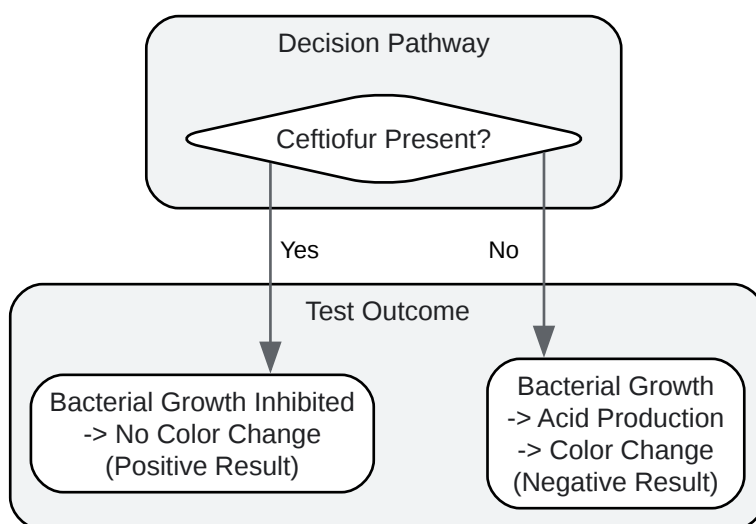 Decision Pathway
Ceftiofur Present?
Yes
No
Test Outcome
Bacterial Growth Inhibited
-> No Color Change
(Positive Result)
Bacterial Growth
-> Acid Production
-> Color Change
(Negative Result)